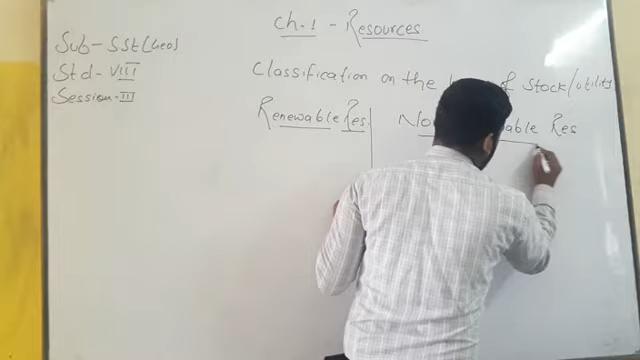 Ch.1 - Resources
Sub - SSt (Geo)
Std - VIII
Session - III
Classification on the of Stock/utility
Renewable Res. No able Res